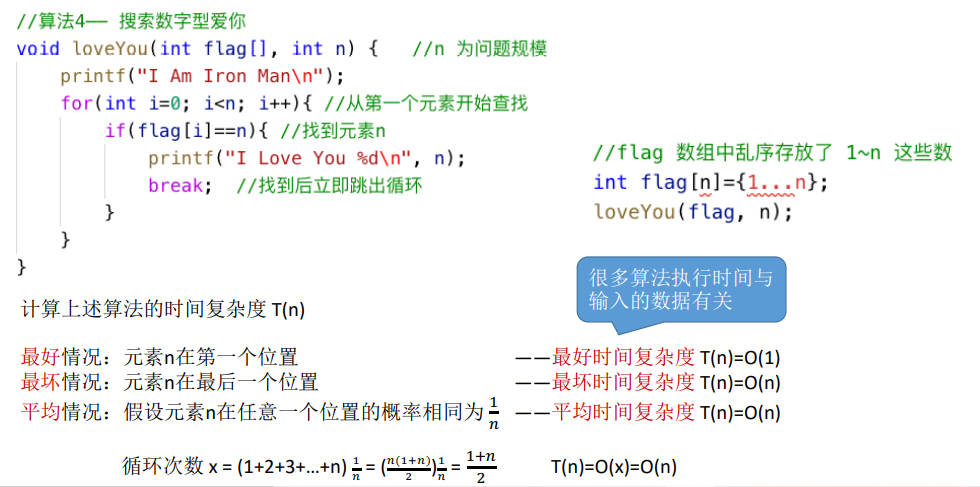 //算法4—— 搜索数字型爱你
void loveYou(int flag[], int n) {   //n 为问题规模
printf("I Am Iron Man\n");
for(int i=0; i<n; i++){ //从第一个元素开始查找
if(flag[i]==n){ //找到元素n
printf("I Love You %d\n", n);
break;  //找到后立即跳出循环
}
}
}
//flag 数组中乱序存放了 1~n 这些数
int flag[n]={1...n};
loveYou(flag, n);
很多算法执行时间与
输入的数据有关
计算上述算法的时间复杂度 T(n)
最好情况：元素n在第一个位置 ——最好时间复杂度 T(n)=O(1)
最坏情况：元素n在最后一个位置 ——最坏时间复杂度 T(n)=O(n)
平均情况：假设元素n在任意一个位置的概率相同为 1/n ——平均时间复杂度 T(n)=O(n)
循环次数 x = (1+2+3+...+n) 1/n = (n(1+n)/2) 1/n = (1+n)/2 T(n)=O(x)=O(n)